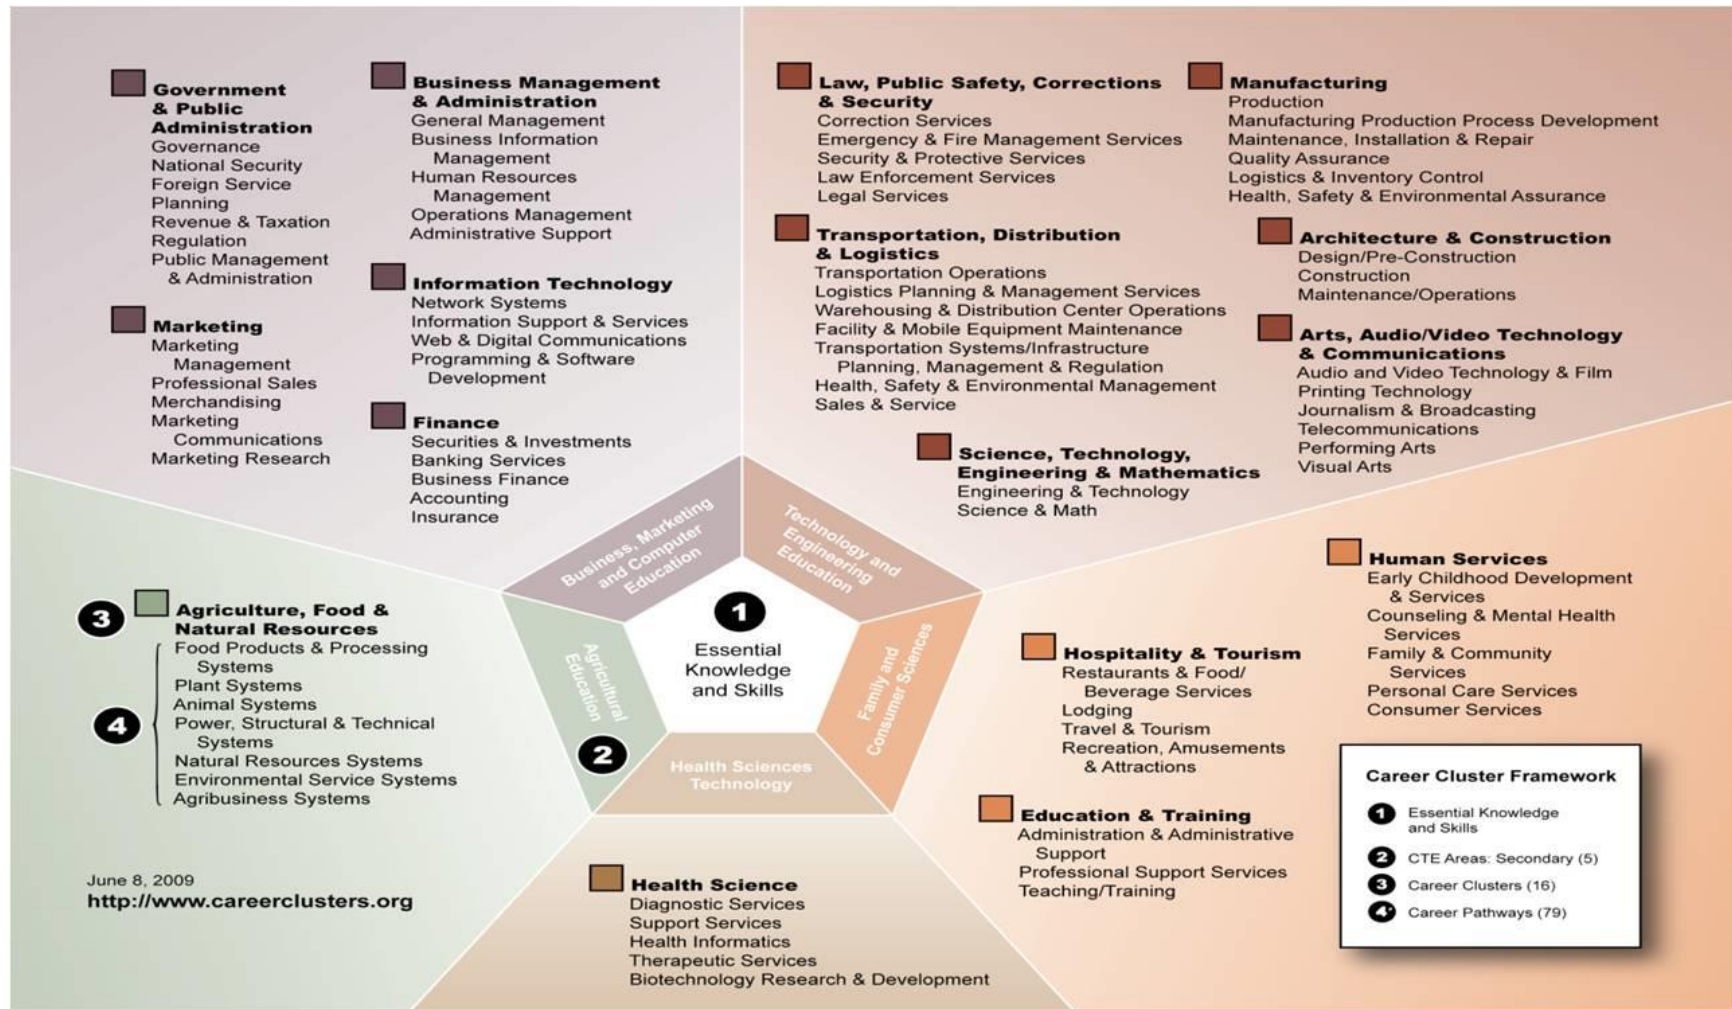 Government
& Public
Administration
Governance
National Security
Foreign Service
Planning
Revenue & Taxation
Regulation
Public Management
& Administration
Marketing
Marketing
Management
Professional Sales
Merchandising
Marketing
Communications
Marketing Research
Business Management
& Administration
General Management
Business Information
Management
Human Resources
Management
Operations Management
Administrative Support
Information Technology
Network Systems
Information Support & Services
Web & Digital Communications
Programming & Software
Development
Finance
Securities & Investments
Banking Services
Business Finance
Accounting
Insurance
Law, Public Safety, Corrections
& Security
Correction Services
Emergency & Fire Management Services
Security & Protective Services
Law Enforcement Services
Legal Services
Transportation, Distribution
& Logistics
Transportation Operations
Logistics Planning & Management Services
Warehousing & Distribution Center Operations
Facility & Mobile Equipment Maintenance
Transportation Systems/Infrastructure
Planning, Management & Regulation
Health, Safety & Environmental Management
Sales & Service
Science, Technology,
Engineering & Mathematics
Engineering & Technology
Science & Math
Manufacturing
Production
Manufacturing Production Process Development
Maintenance, Installation & Repair
Quality Assurance
Logistics & Inventory Control
Health, Safety & Environmental Assurance
Architecture & Construction
Design/Pre-Construction
Construction
Maintenance/Operations
Arts, Audio/Video Technology
& Communications
Audio and Video Technology & Film
Printing Technology
Journalism & Broadcasting
Telecommunications
Performing Arts
Visual Arts
Business, Marketing
and Computer
Education
Technology and
Engineering
Education
1
Essential
Knowledge
and Skills
Agricultural
Education
2
Family and
Consumer Sciences
Health Sciences
Technology
3
Agriculture, Food &
Natural Resources
4
Food Products & Processing
Systems
Plant Systems
Animal Systems
Power, Structural & Technical
Systems
Natural Resources Systems
Environmental Service Systems
Agribusiness Systems
June 8, 2009
http://www.careerclusters.org
Health Science
Diagnostic Services
Support Services
Health Informatics
Therapeutic Services
Biotechnology Research & Development
Hospitality & Tourism
Restaurants & Food/
Beverage Services
Lodging
Travel & Tourism
Recreation, Amusements
& Attractions
Education & Training
Administration & Administrative
Support
Professional Support Services
Teaching/Training
Human Services
Early Childhood Development
& Services
Counseling & Mental Health
Services
Family & Community
Services
Personal Care Services
Consumer Services
Career Cluster Framework
1 Essential Knowledge
and Skills
2 CTE Areas: Secondary (5)
3 Career Clusters (16)
4 Career Pathways (79)